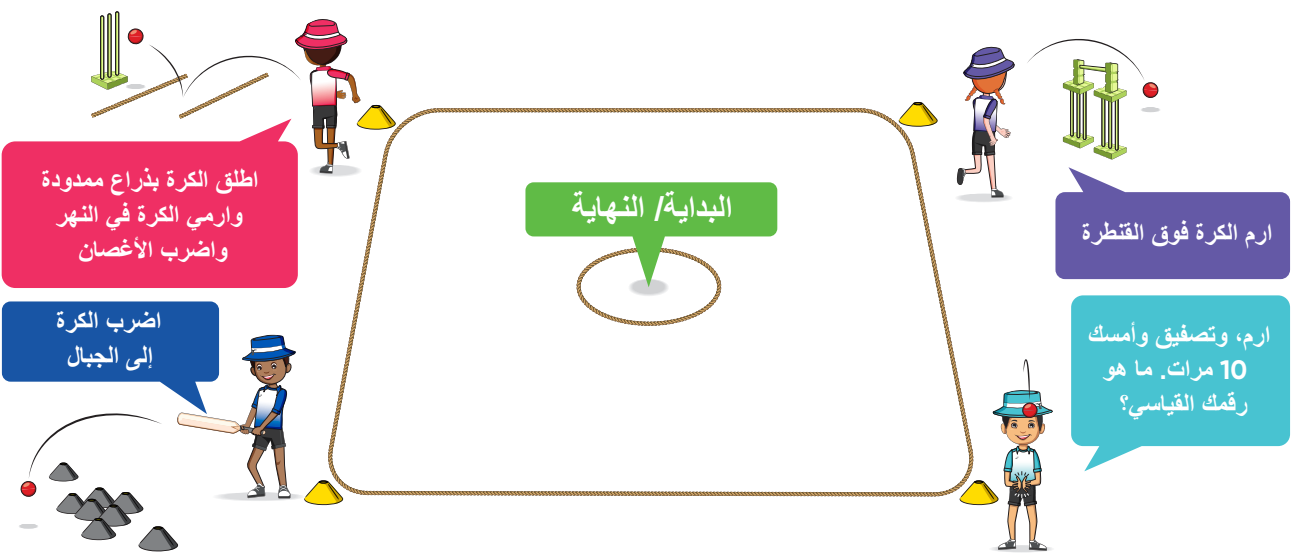 البداية/ النهاية
ارم الكرة فوق القنطرة
ارم، وتصفيق وأمسك
10 مرات. ما هو
رقمك القياسي؟
اطلق الكرة بذراع ممدودة
وارمي الكرة في النهر
واضرب الأغصان
اضرب الكرة
إلى الجبال